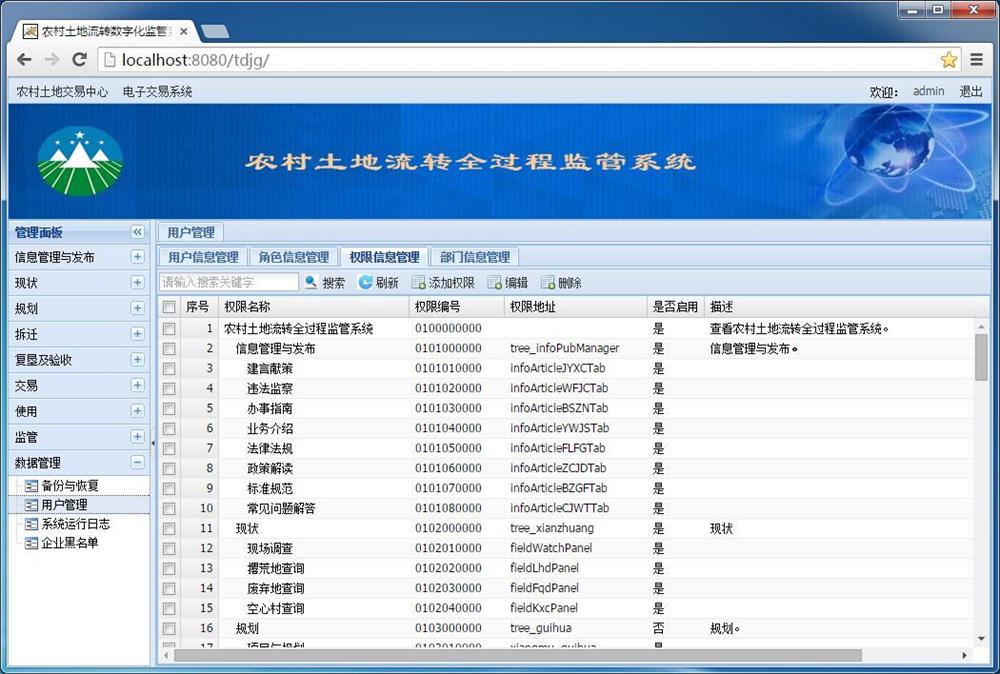 农村土地流转数字化监管
localhost:8080/tdjg/
农村土地交易中心 电子交易系统 欢迎: admin 退出
农村土地流转全过程监管系统
管理面板
信息管理与发布
现状
规划
拆迁
复垦及验收
交易
使用
监管
数据管理
备份与恢复
用户管理
系统运行日志
企业黑名单
用户管理
用户信息管理 角色信息管理 权限信息管理 部门信息管理
请输入搜索关键字 搜索 刷新 添加权限 编辑 删除
序号 权限名称 权限编号 权限地址 是否启用 描述
1 农村土地流转全过程监管系统 0100000000 是 查看农村土地流转全过程监管系统。
2 信息管理与发布 0101000000 tree_infoPubManager 是 信息管理与发布。
3 建言献策 0101010000 infoArticleJYXCTab 是
4 违法监察 0101020000 infoArticleWFJCTab 是
5 办事指南 0101030000 infoArticleBSZNTab 是
6 业务介绍 0101040000 infoArticleYWJSTab 是
7 法律法规 0101050000 infoArticleFLFGTab 是
8 政策解读 0101060000 infoArticleZCJDTab 是
9 标准规范 0101070000 infoArticleBZGFTab 是
10 常见问题解答 0101080000 infoArticleCJWTTab 是
11 现状 0102000000 tree_xianzhuang 是 现状
12 现场调查 0102010000 fieldWatchPanel 是
13 撂荒地查询 0102020000 fieldLhdPanel 是
14 废弃地查询 0102030000 fieldFqdPanel 是
15 空心村查询 0102040000 fieldKxcPanel 是
16 规划 0103000000 tree_guihua 否 规划。